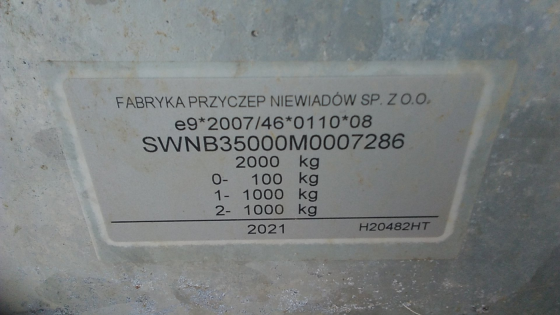 FABRYKA PRZYCZEP NIEWIADÓW SP. Z O.O.
e9*2007/46*0110*08
SWNB35000M0007286
2000 kg
0- 100 kg
1- 1000 kg
2- 1000 kg
2021 H20482HT